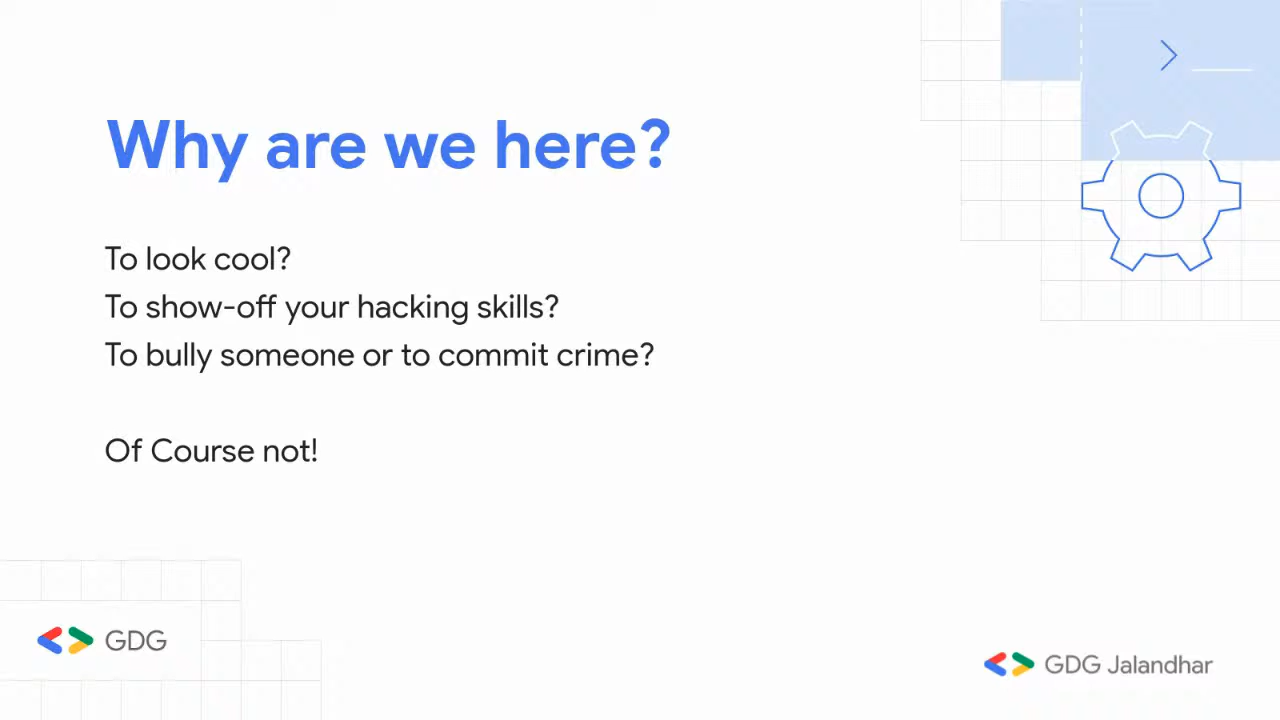 Why are we here?
To look cool?
To show-off your hacking skills?
To bully someone or to commit crime?
Of Course not!
GDG
GDG Jalandhar